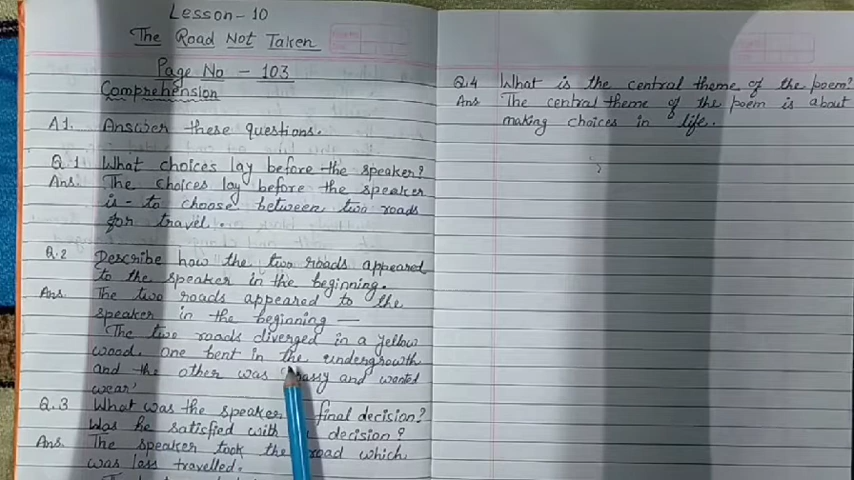 Lesson - 10
The Road Not Taken
Page No - 103
Comprehension
A1. Answer these questions.
Q.1 What choices lay before the speaker?
Ans. The choices lay before the speaker
is - to choose between two roads
for travel.
Q.2 Describe how the two roads appeared
to the speaker in the beginning.
Ans. The two roads appeared to the
speaker in the beginning —
'The two roads diverged in a yellow
wood. One bent in the undergrowth
and the other was and wanted
wear'
Q.3 What was the speaker final decision?
Was he satisfied with decision?
Ans. The speaker took the road which
was less travelled.
Q.4 What is the central theme of the poem?
Ans The central theme of the poem is about
making choices in life.